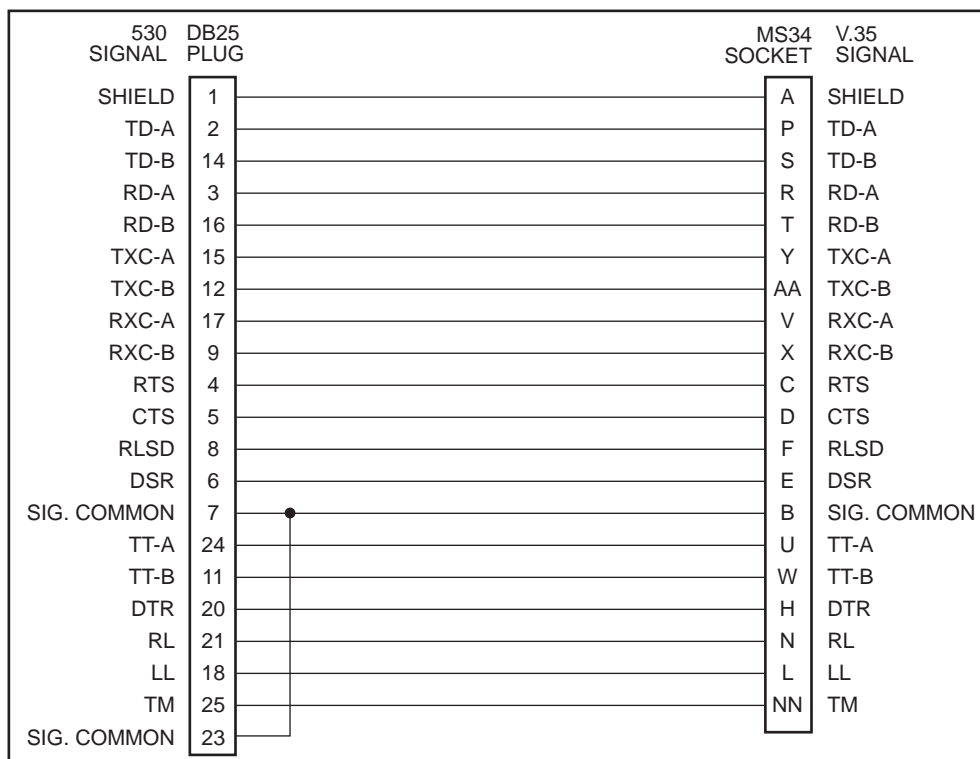 530 DB25 MS34 V.35
SIGNAL PLUG SOCKET SIGNAL
SHIELD 1 A SHIELD
TD-A 2 P TD-A
TD-B 14 S TD-B
RD-A 3 R RD-A
RD-B 16 T RD-B
TXC-A 15 Y TXC-A
TXC-B 12 AA TXC-B
RXC-A 17 V RXC-A
RXC-B 9 X RXC-B
RTS 4 C RTS
CTS 5 D CTS
RLSD 8 F RLSD
DSR 6 E DSR
SIG. COMMON 7 B SIG. COMMON
TT-A 24 U TT-A
TT-B 11 W TT-B
DTR 20 H DTR
RL 21 N RL
LL 18 L LL
TM 25 NN TM
SIG. COMMON 23